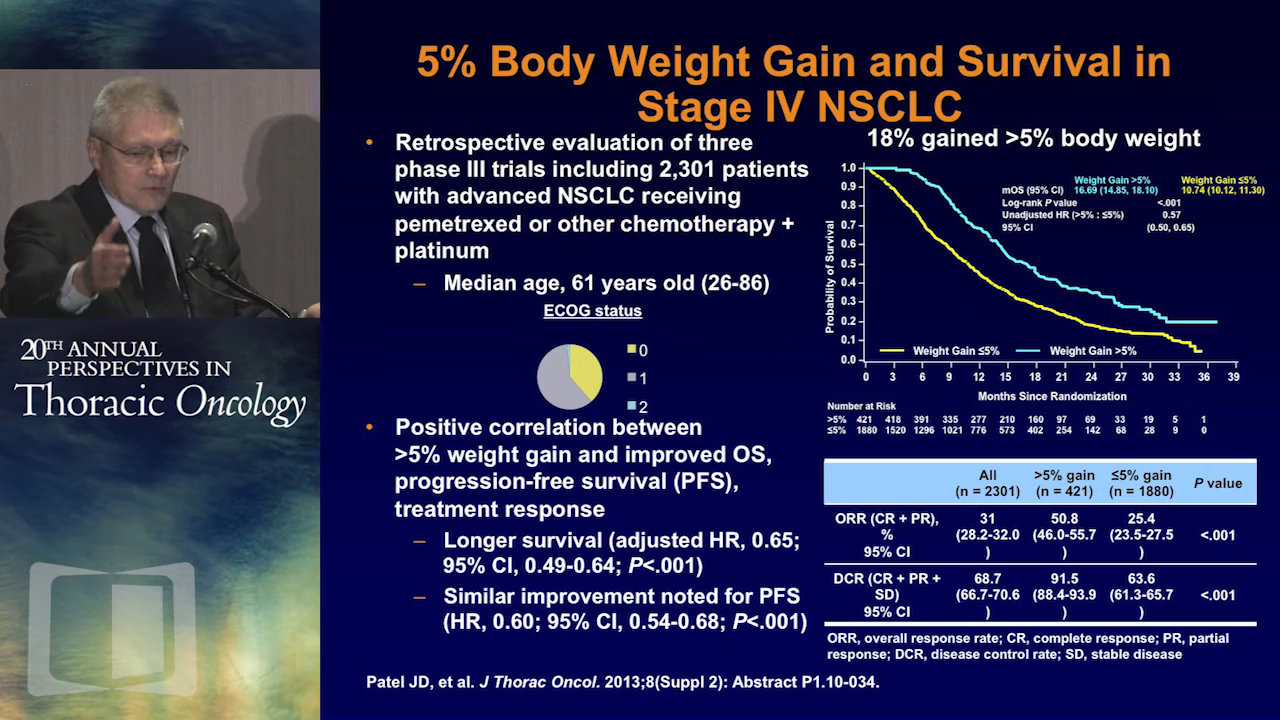 20TH ANNUAL
PERSPECTIVES IN
Thoracic Oncology
5% Body Weight Gain and Survival in
Stage IV NSCLC
• Retrospective evaluation of three
phase III trials including 2,301 patients
with advanced NSCLC receiving
pemetrexed or other chemotherapy +
platinum
– Median age, 61 years old (26-86)
ECOG status
0
1
2
• Positive correlation between
>5% weight gain and improved OS,
progression-free survival (PFS),
treatment response
– Longer survival (adjusted HR, 0.65;
95% CI, 0.49-0.64; P<.001)
– Similar improvement noted for PFS
(HR, 0.60; 95% CI, 0.54-0.68; P<.001)
18% gained >5% body weight
Weight Gain >5% Weight Gain ≤5%
mOS (95% CI) 16.69 (14.85, 18.10) 10.74 (10.12, 11.30)
Log-rank P value <.001
Unadjusted HR (>5% : ≤5%) 0.57
95% CI (0.50, 0.65)
Probability of Survival
1.0
0.9
0.8
0.7
0.6
0.5
0.4
0.3
0.2
0.1
0.0
Weight Gain ≤5% Weight Gain >5%
0 3 6 9 12 15 18 21 24 27 30 33 36 39
Months Since Randomization
Number at Risk
>5% 421 418 391 335 277 210 160 97 69 33 19 5 1
≤5% 1880 1520 1296 1021 776 573 402 254 142 68 28 9 0
All >5% gain ≤5% gain P value
(n = 2301) (n = 421) (n = 1880)
ORR (CR + PR), 31 50.8 25.4
% (28.2-32.0 (46.0-55.7 (23.5-27.5 <.001
95% CI ) ) )
DCR (CR + PR + 68.7 91.5 63.6
SD) (66.7-70.6 (88.4-93.9 (61.3-65.7 <.001
95% CI ) ) )
ORR, overall response rate; CR, complete response; PR, partial
response; DCR, disease control rate; SD, stable disease
Patel JD, et al. J Thorac Oncol. 2013;8(Suppl 2): Abstract P1.10-034.